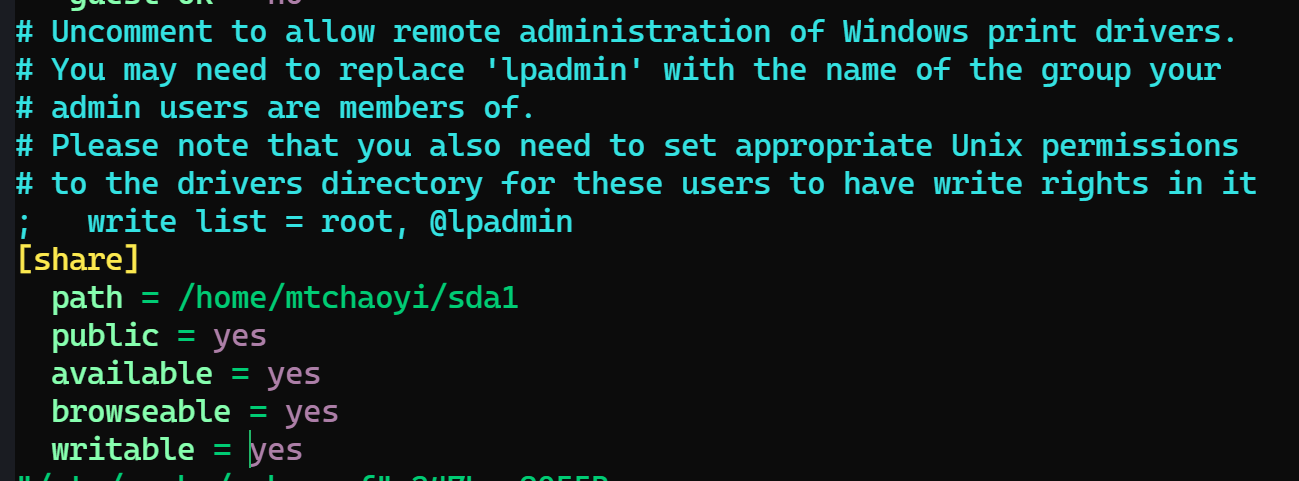 guest ok = no
# Uncomment to allow remote administration of Windows print drivers.
# You may need to replace 'lpadmin' with the name of the group your
# admin users are members of.
# Please note that you also need to set appropriate Unix permissions
# to the drivers directory for these users to have write rights in it
;   write list = root, @lpadmin
[share]
  path = /home/mtchaoyi/sda1
  public = yes
  available = yes
  browseable = yes
  writable = yes